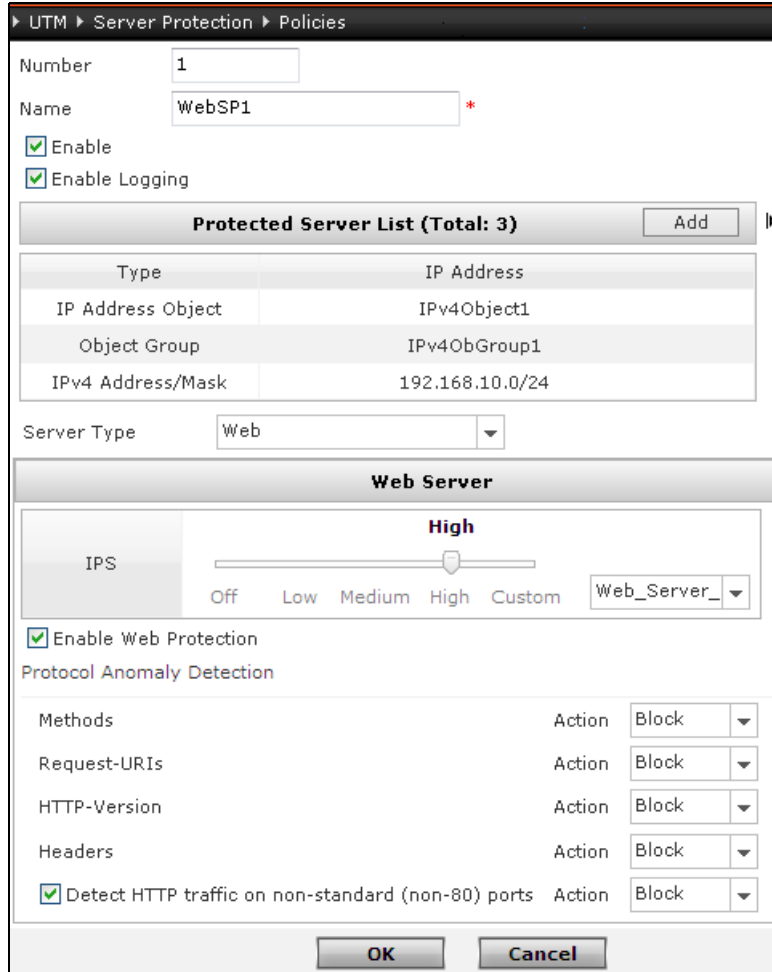 UTM Server Protection Policies
Number 1
Name WebSP1 *
Enable
Enable Logging
Protected Server List (Total: 3) Add
Type IP Address
IP Address Object IPv4Object1
Object Group IPv4ObGroup1
IPv4 Address/Mask 192.168.10.0/24
Server Type Web
Web Server
High
IPS
Off Low Medium High Custom Web_Server_
Enable Web Protection
Protocol Anomaly Detection
Methods Action Block
Request-URIs Action Block
HTTP-Version Action Block
Headers Action Block
Detect HTTP traffic on non-standard (non-80) ports Action Block
OK Cancel